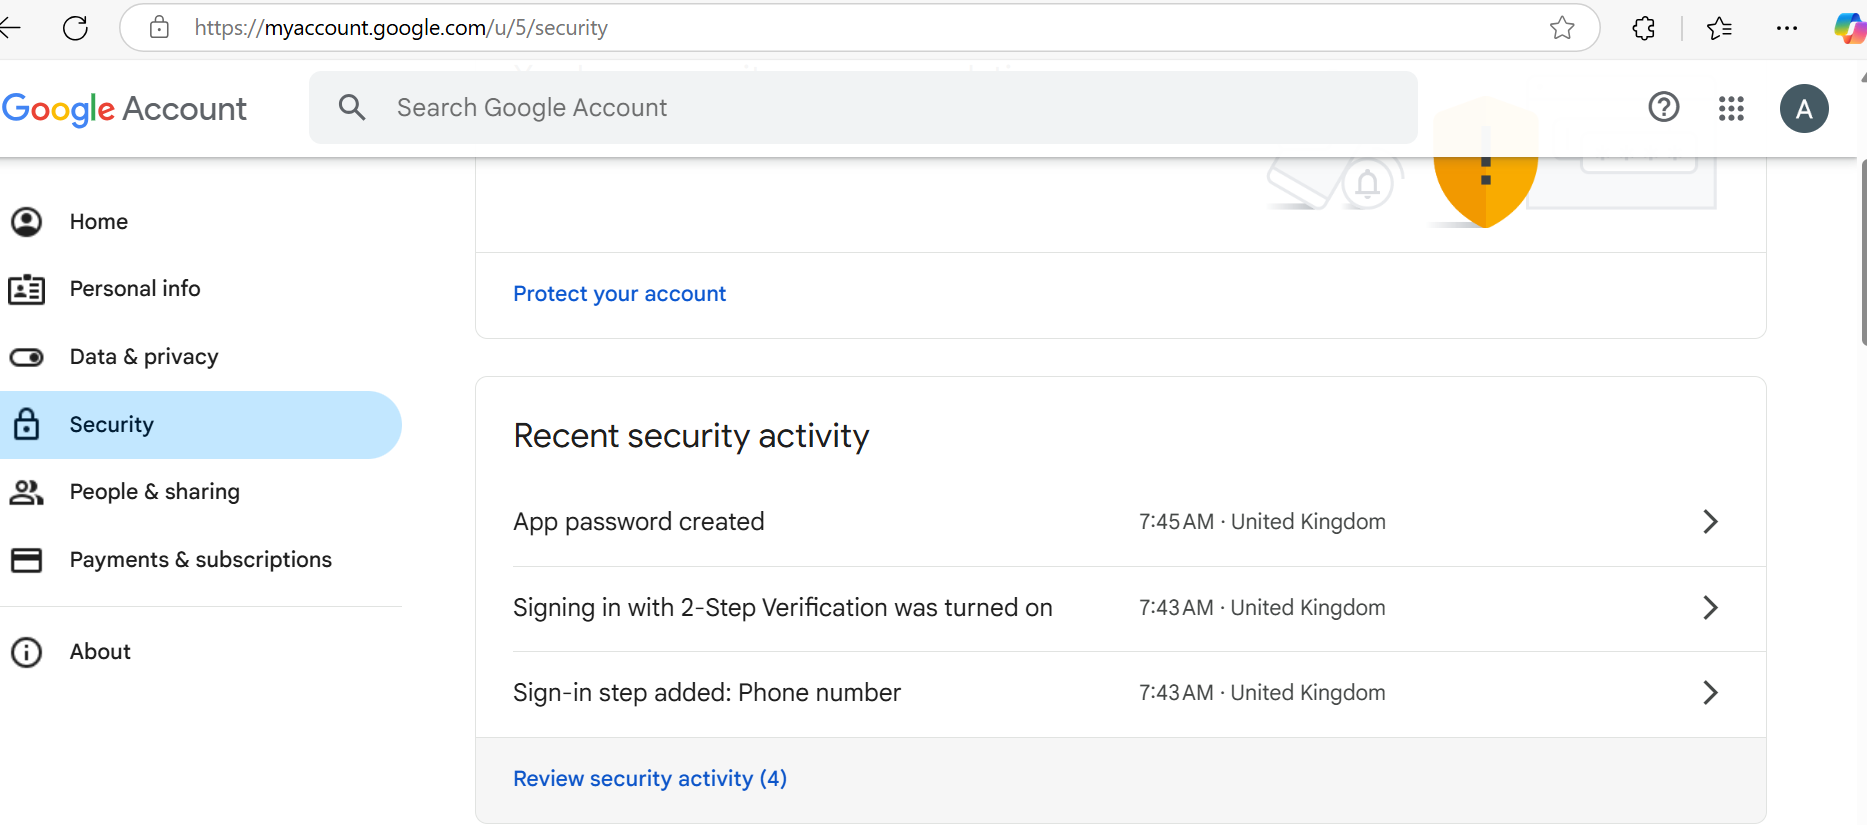 https://myaccount.google.com/u/5/security
Google Account
Search Google Account
A
Home
Personal info
Data & privacy
Security
People & sharing
Payments & subscriptions
About
Protect your account
Recent security activity
App password created 7:45 AM · United Kingdom
Signing in with 2-Step Verification was turned on 7:43 AM · United Kingdom
Sign-in step added: Phone number 7:43 AM · United Kingdom
Review security activity (4)